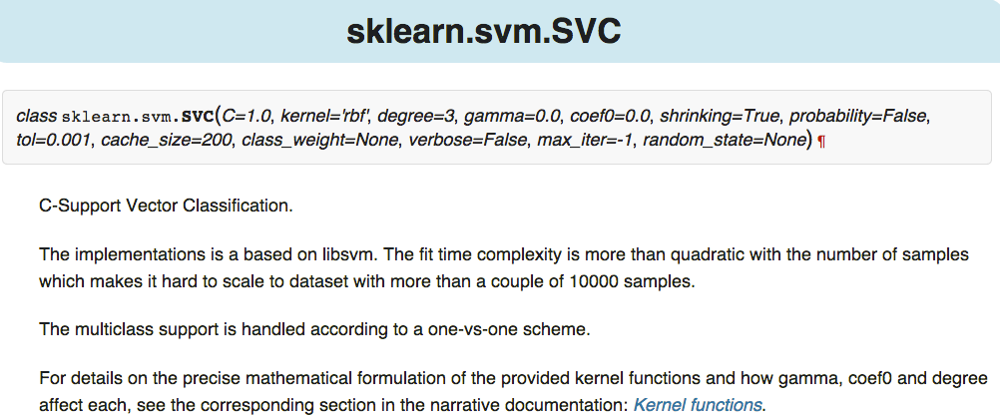 sklearn.svm.SVC
class sklearn.svm.SVC(C=1.0, kernel='rbf', degree=3, gamma=0.0, coef0=0.0, shrinking=True, probability=False,
tol=0.001, cache_size=200, class_weight=None, verbose=False, max_iter=-1, random_state=None) ¶
C-Support Vector Classification.
The implementations is a based on libsvm. The fit time complexity is more than quadratic with the number of samples
which makes it hard to scale to dataset with more than a couple of 10000 samples.
The multiclass support is handled according to a one-vs-one scheme.
For details on the precise mathematical formulation of the provided kernel functions and how gamma, coef0 and degree
affect each, see the corresponding section in the narrative documentation: Kernel functions.